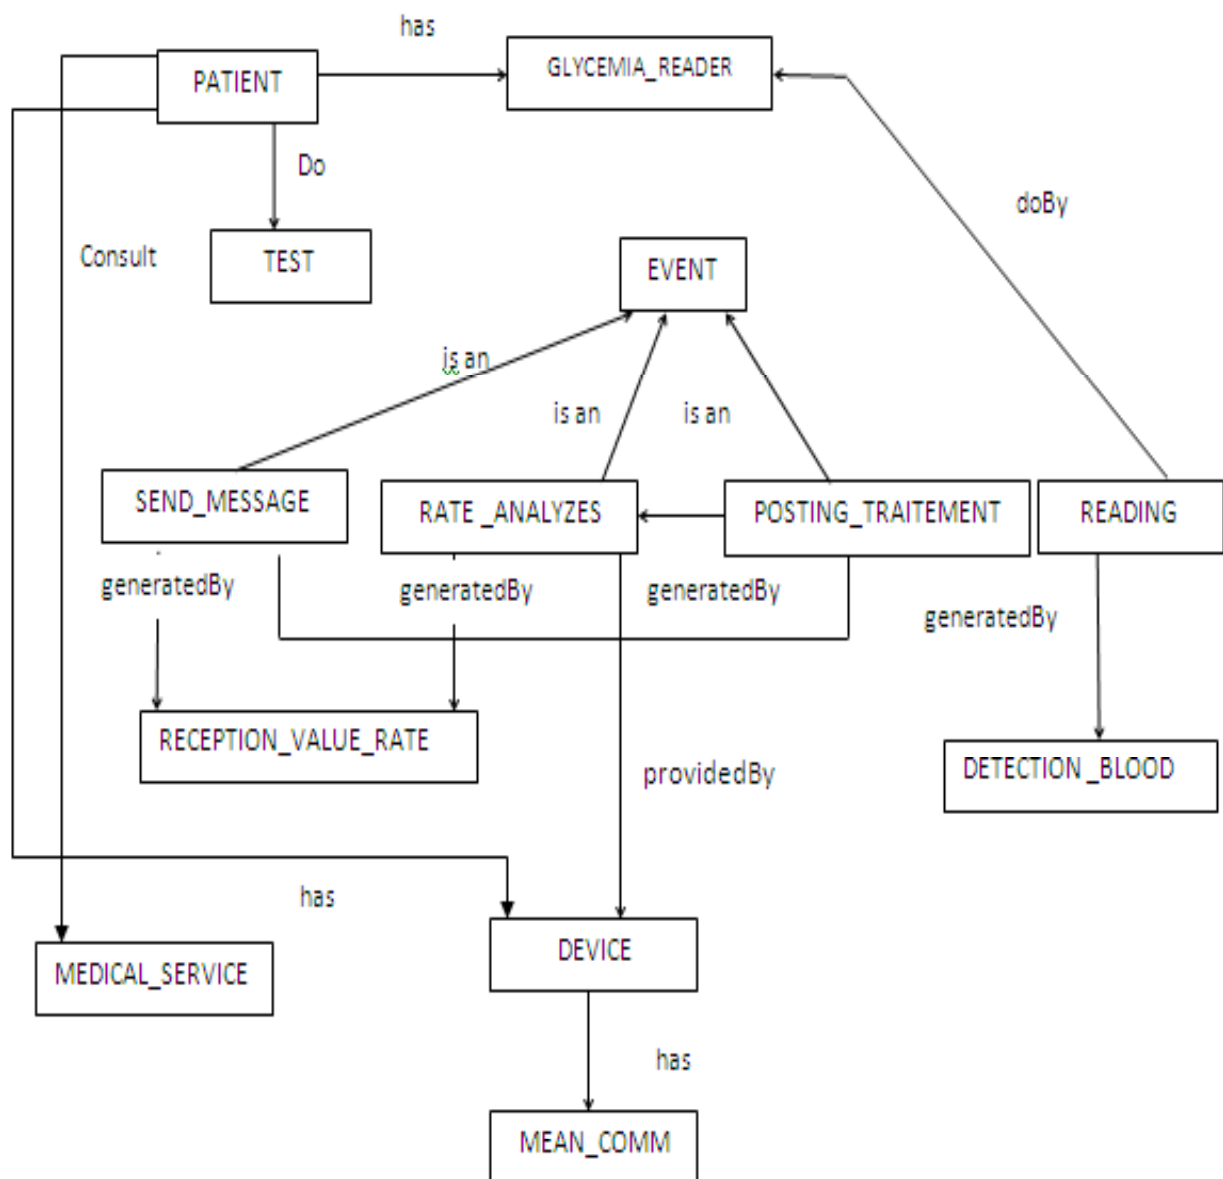 has
PATIENT
GLYCEMIA_READER
Do
doBy
Consult
TEST
EVENT
is an
is an
is an
SEND_MESSAGE
RATE _ANALYZES
POSTING_TRAITEMENT
READING
generatedBy
generatedBy
generatedBy
generatedBy
RECEPTION_VALUE_RATE
providedBy
DETECTION _BLOOD
has
DEVICE
MEDICAL_SERVICE
has
MEAN_COMM